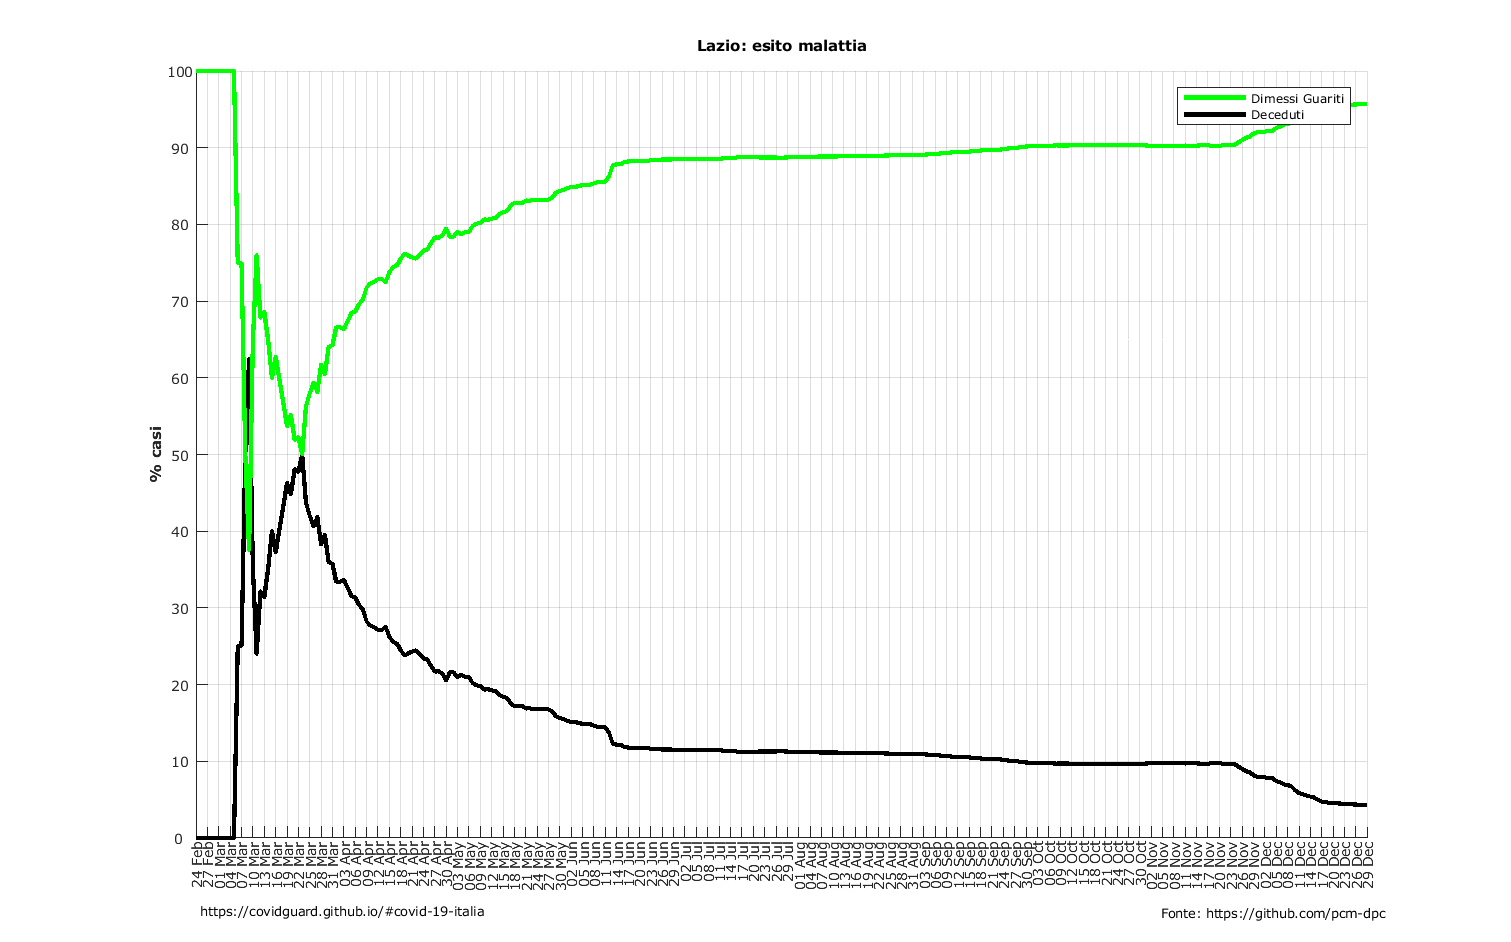 Lazio: esito malattia
Dimessi Guariti
Deceduti
% casi
100
90
80
70
60
50
40
30
20
10
0
24 Feb
27 Feb
01 Mar
04 Mar
07 Mar
10 Mar
13 Mar
16 Mar
19 Mar
22 Mar
25 Mar
28 Mar
31 Mar
03 Apr
06 Apr
09 Apr
12 Apr
15 Apr
18 Apr
21 Apr
24 Apr
27 Apr
30 Apr
03 May
06 May
09 May
12 May
15 May
18 May
21 May
24 May
27 May
30 May
02 Jun
05 Jun
08 Jun
11 Jun
14 Jun
17 Jun
20 Jun
23 Jun
26 Jun
29 Jun
02 Jul
05 Jul
08 Jul
11 Jul
14 Jul
17 Jul
20 Jul
23 Jul
26 Jul
29 Jul
01 Aug
04 Aug
07 Aug
10 Aug
13 Aug
16 Aug
19 Aug
22 Aug
25 Aug
28 Aug
31 Aug
03 Sep
06 Sep
09 Sep
12 Sep
15 Sep
18 Sep
21 Sep
24 Sep
27 Sep
30 Sep
03 Oct
06 Oct
09 Oct
12 Oct
15 Oct
18 Oct
21 Oct
24 Oct
27 Oct
30 Oct
02 Nov
05 Nov
08 Nov
11 Nov
14 Nov
17 Nov
20 Nov
23 Nov
26 Nov
29 Nov
02 Dec
05 Dec
08 Dec
11 Dec
14 Dec
17 Dec
20 Dec
23 Dec
26 Dec
29 Dec
https://covidguard.github.io/#covid-19-italia
Fonte: https://github.com/pcm-dpc